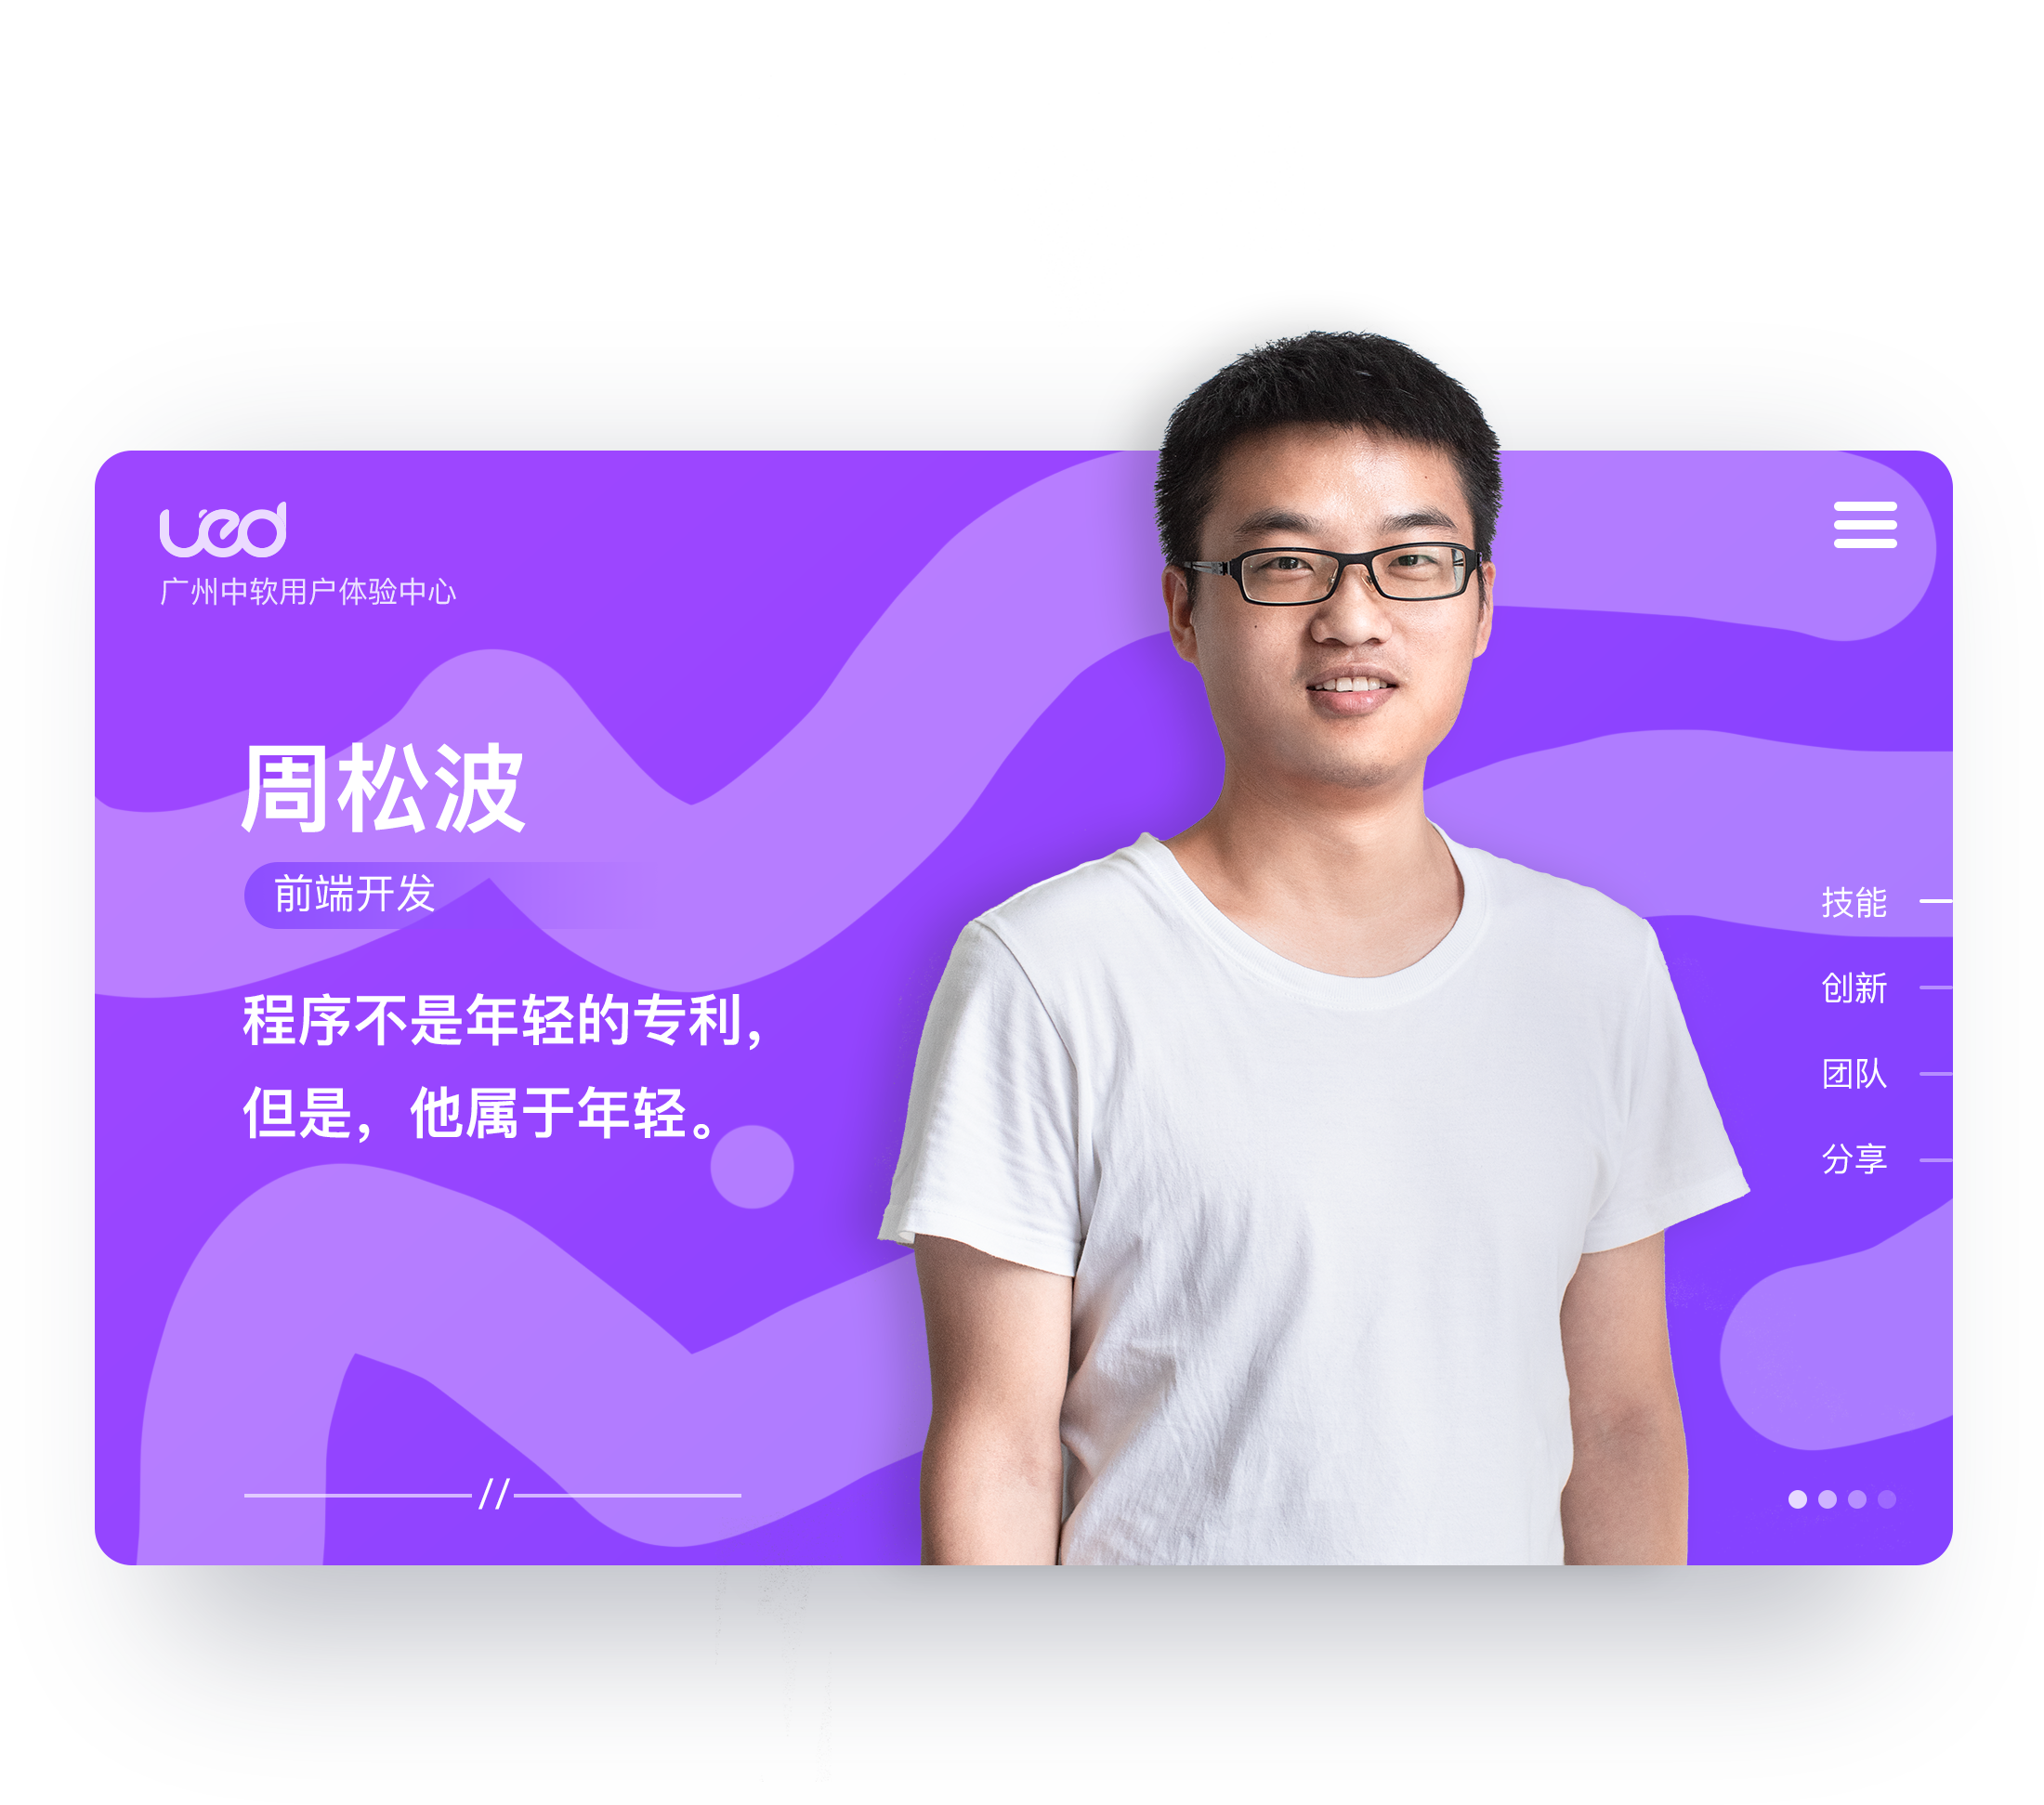 ued
广州中软用户体验中心
周松波
前端开发
程序不是年轻的专利，
但是，他属于年轻。
//
技能
创新
团队
分享